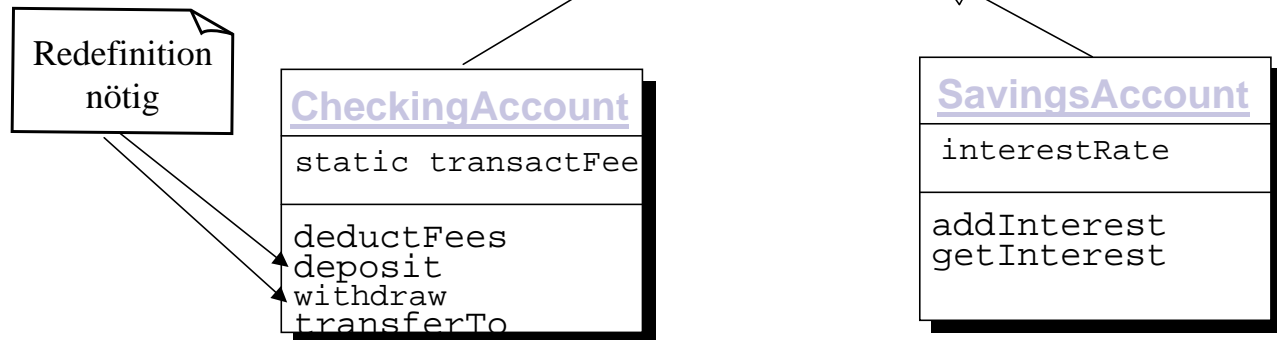 Redefinition
nötig
CheckingAccount
static transactFee
deductFees
deposit
withdraw
transferTo
SavingsAccount
interestRate
addInterest
getInterest